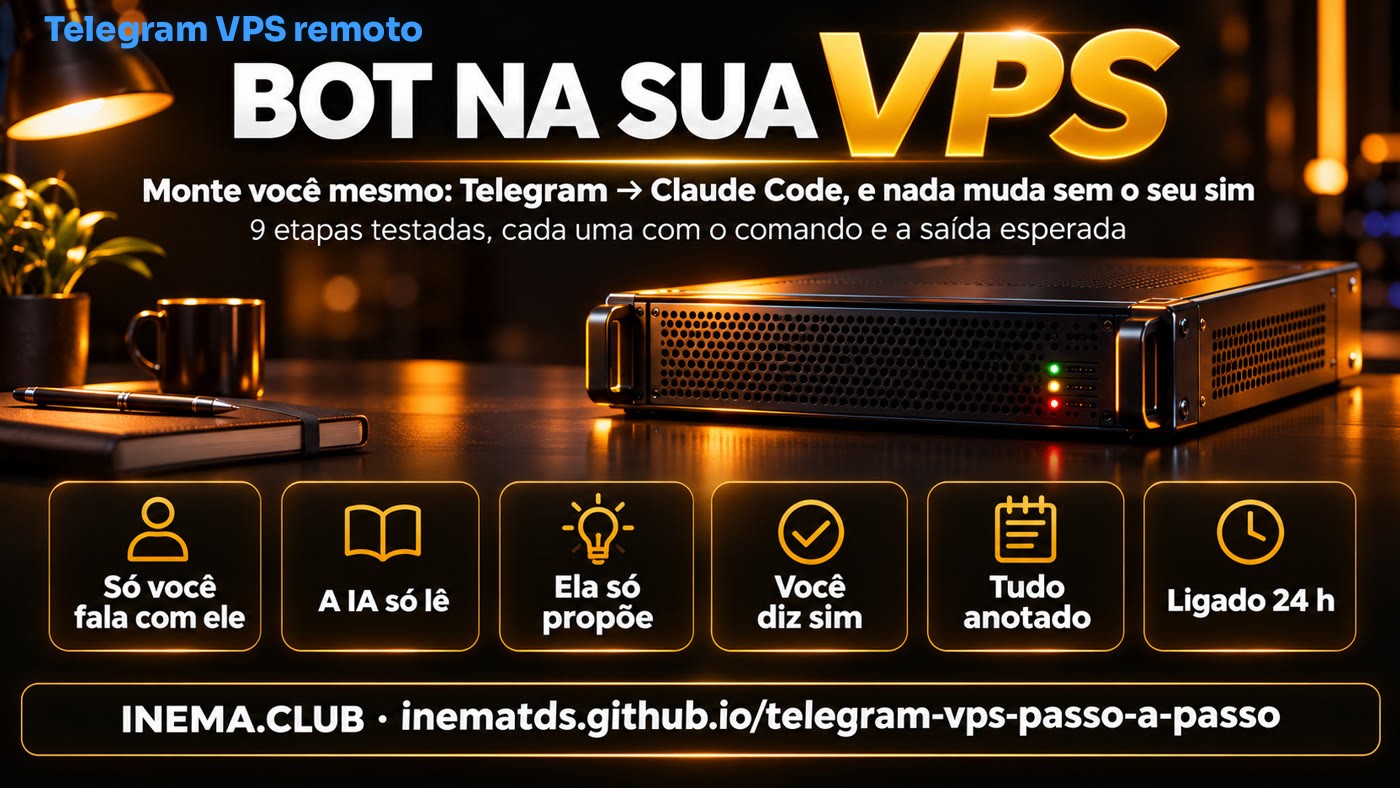 Telegram VPS remoto
BOT NA SUA VPS
Monte você mesmo: Telegram → Claude Code, e nada muda sem o seu sim
9 etapas testadas, cada uma com o comando e a saída esperada
Só você
fala com ele
A IA só lê
Ela só
propõe
Você
diz sim
Tudo
anotado
Ligado 24 h
INEMA.CLUB · inematds.github.io/telegram-vps-passo-a-passo